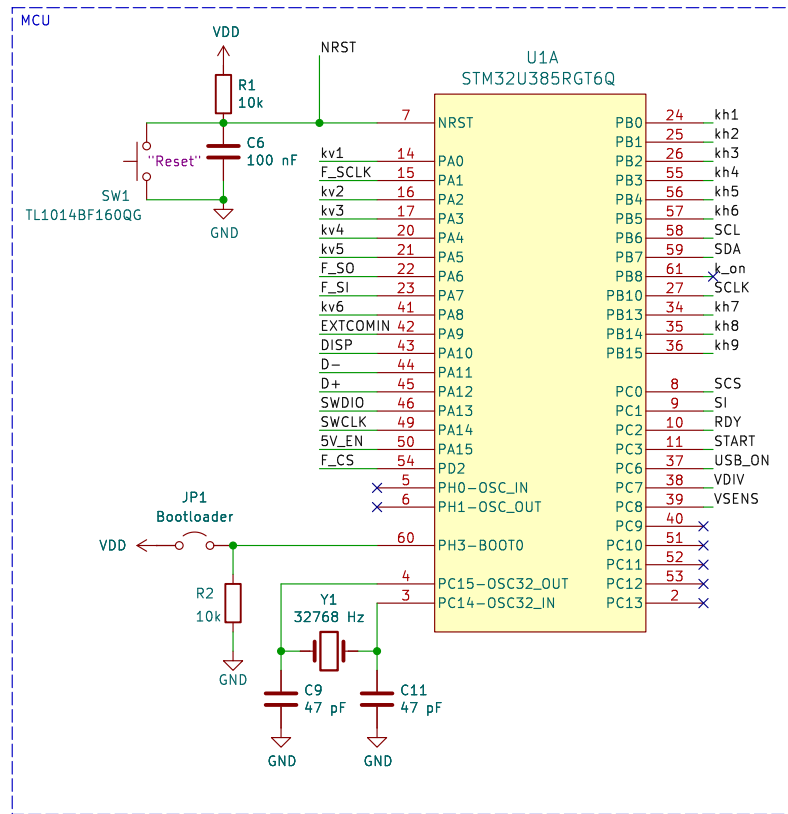 MCU
VDD
NRST
R1
10k
C6
100 nF
"Reset"
SW1
TL1014BF160QG
GND
U1A
STM32U385RGT6Q
7 NRST
kv1 14 PA0
F_SCLK 15 PA1
kv2 16 PA2
kv3 17 PA3
kv4 20 PA4
kv5 21 PA5
F_SO 22 PA6
F_SI 23 PA7
kv6 41 PA8
EXTCOMIN 42 PA9
DISP 43 PA10
D- 44 PA11
D+ 45 PA12
SWDIO 46 PA13
SWCLK 49 PA14
5V_EN 50 PA15
F_CS 54 PD2
5 PH0-OSC_IN
6 PH1-OSC_OUT
60 PH3-BOOT0
4 PC15-OSC32_OUT
3 PC14-OSC32_IN
PB0 24 kh1
PB1 25 kh2
PB2 26 kh3
PB3 55 kh4
PB4 56 kh5
PB5 57 kh6
PB6 58 SCL
PB7 59 SDA
PB8 61 k_on
PB10 27 SCLK
PB13 34 kh7
PB14 35 kh8
PB15 36 kh9
PC0 8 SCS
PC1 9 SI
PC2 10 RDY
PC3 11 START
PC6 37 USB_ON
PC7 38 VDIV
PC8 39 VSENS
PC9 40
PC10 51
PC11 52
PC12 53
PC13 2
JP1
Bootloader
VDD
R2
10k
GND
Y1
32768 Hz
C9
47 pF
C11
47 pF
GND
GND